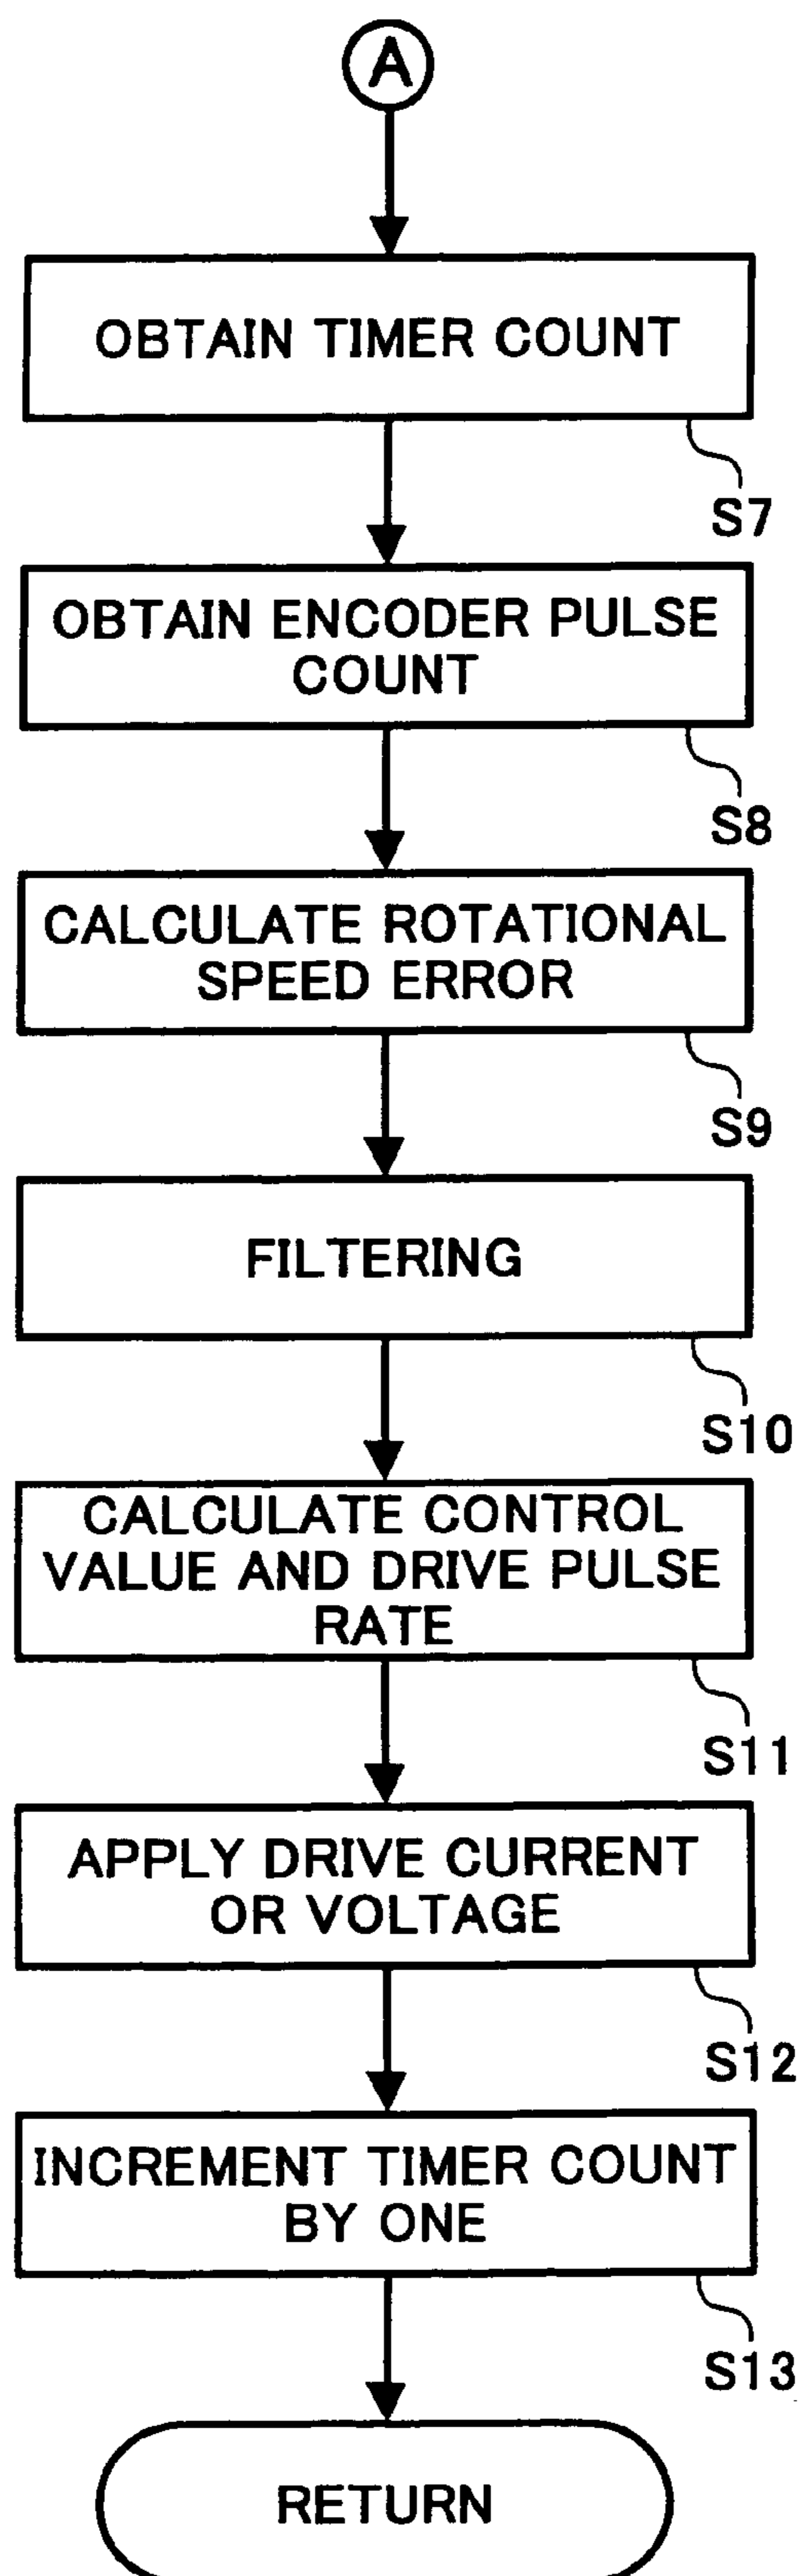 A
OBTAIN TIMER COUNT
S7
OBTAIN ENCODER PULSE
COUNT
S8
CALCULATE ROTATIONAL
SPEED ERROR
S9
FILTERING
S10
CALCULATE CONTROL
VALUE AND DRIVE PULSE
RATE
S11
APPLY DRIVE CURRENT
OR VOLTAGE
S12
INCREMENT TIMER COUNT
BY ONE
S13
RETURN